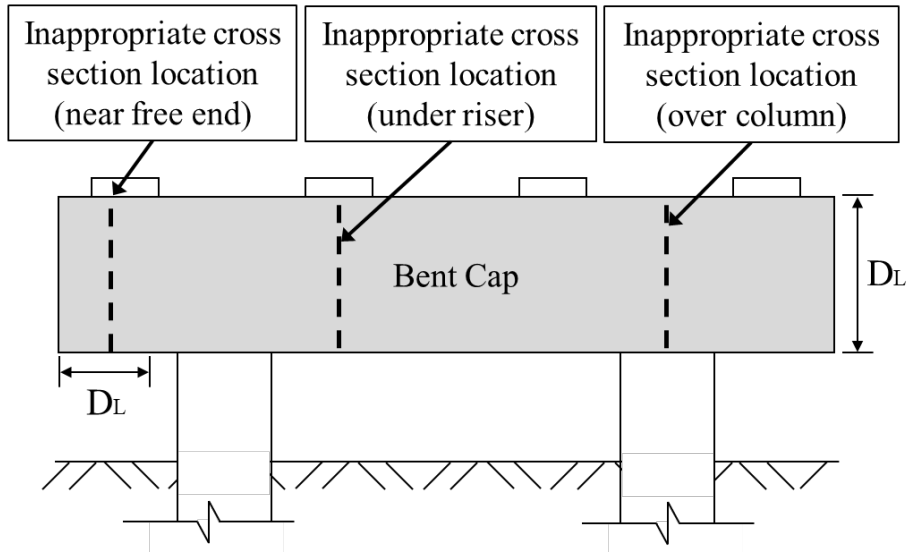 Inappropriate cross
section location
(near free end)
Inappropriate cross
section location
(under riser)
Inappropriate cross
section location
(over column)
Bent Cap
DL
DL